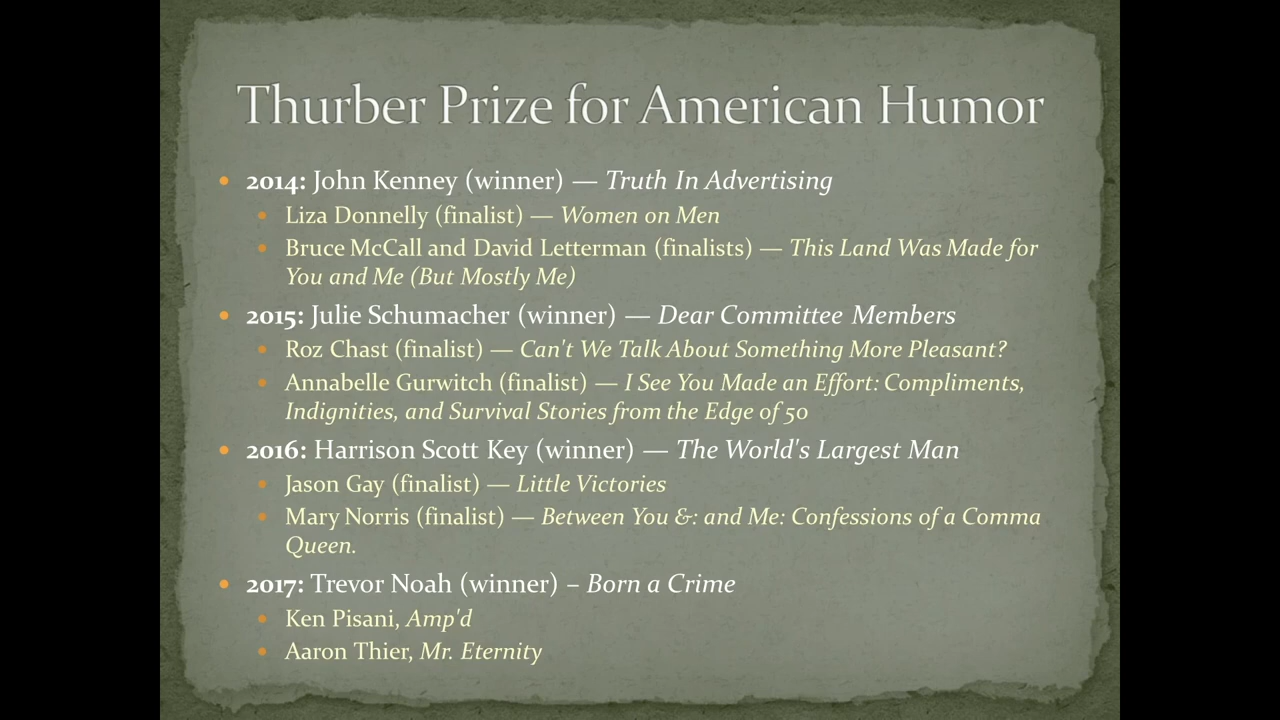 Thurber Prize for American Humor
• 2014: John Kenney (winner) — Truth In Advertising
• Liza Donnelly (finalist) — Women on Men
• Bruce McCall and David Letterman (finalists) — This Land Was Made for
You and Me (But Mostly Me)
• 2015: Julie Schumacher (winner) — Dear Committee Members
• Roz Chast (finalist) — Can't We Talk About Something More Pleasant?
• Annabelle Gurwitch (finalist) — I See You Made an Effort: Compliments,
Indignities, and Survival Stories from the Edge of 50
• 2016: Harrison Scott Key (winner) — The World's Largest Man
• Jason Gay (finalist) — Little Victories
• Mary Norris (finalist) — Between You &: and Me: Confessions of a Comma
Queen.
• 2017: Trevor Noah (winner) – Born a Crime
• Ken Pisani, Amp'd
• Aaron Thier, Mr. Eternity